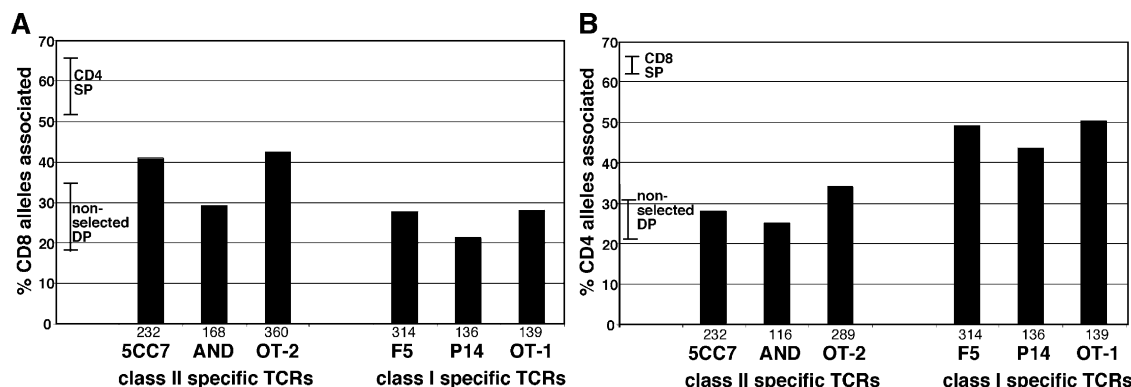 A
% CD8 alleles associated
70
60
50
40
30
20
10
0
CD4
SP
non-
selected
DP
232 168 360 314 136 139
5CC7 AND OT-2 F5 P14 OT-1
class II specific TCRs class I specific TCRs
B
% CD4 alleles associated
70
60
50
40
30
20
10
0
CD8
SP
non-
selected
DP
232 116 289 314 136 139
5CC7 AND OT-2 F5 P14 OT-1
class II specific TCRs class I specific TCRs